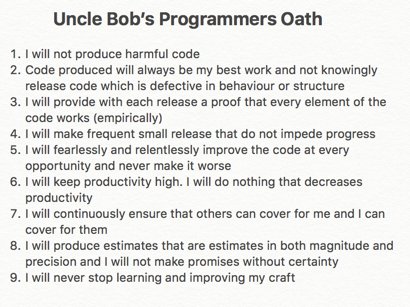 Uncle Bob’s Programmers Oath
1. I will not produce harmful code
2. Code produced will always be my best work and not knowingly
release code which is defective in behaviour or structure
3. I will provide with each release a proof that every element of the
code works (empirically)
4. I will make frequent small release that do not impede progress
5. I will fearlessly and relentlessly improve the code at every
opportunity and never make it worse
6. I will keep productivity high. I will do nothing that decreases
productivity
7. I will continuously ensure that others can cover for me and I can
cover for them
8. I will produce estimates that are estimates in both magnitude and
precision and I will not make promises without certainty
9. I will never stop learning and improving my craft